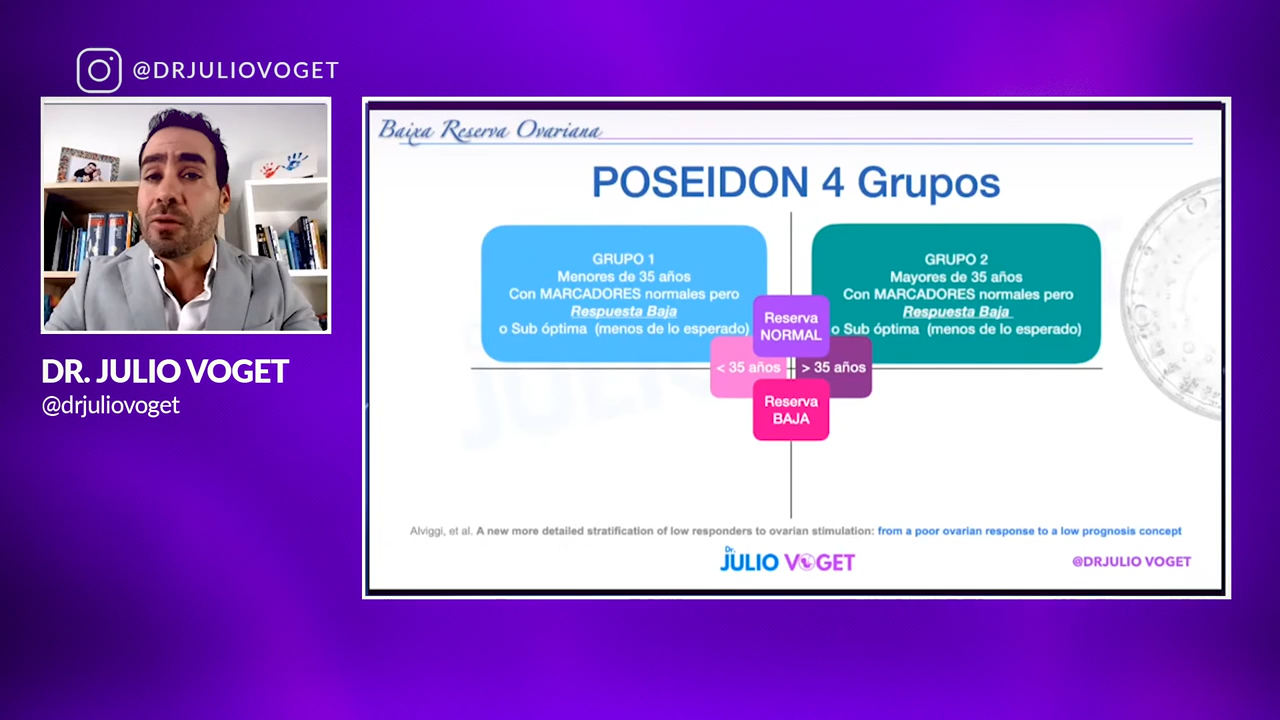 @DRJULIOVOGET
DR. JULIO VOGET
@drjuliovoget
Baixa Reserva Ovariana
POSEIDON 4 Grupos
GRUPO 1
Menores de 35 años
Con MARCADORES normales pero
Respuesta Baja
o Sub óptima (menos de lo esperado)
GRUPO 2
Mayores de 35 años
Con MARCADORES normales pero
Respuesta Baja
o Sub óptima (menos de lo esperado)
Reserva
NORMAL
< 35 años
> 35 años
Reserva
BAJA
Alviggi, et al. A new more detailed stratification of low responders to ovarian stimulation: from a poor ovarian response to a low prognosis concept
Dr.
JULIO VOGET
@DRJULIO VOGET